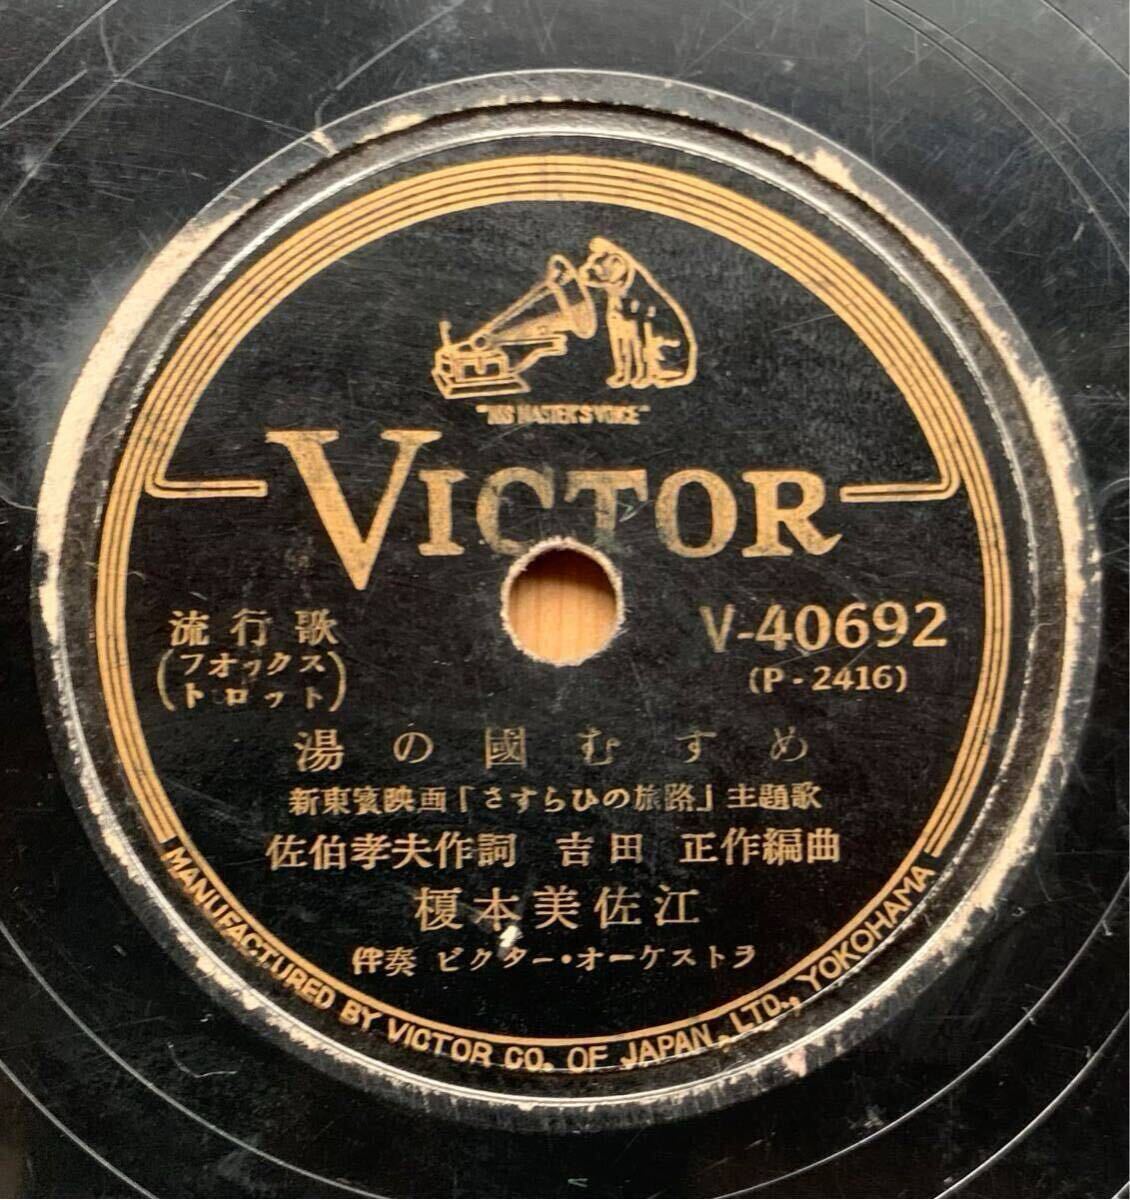 "HIS MASTER'S VOICE"
VICTOR
流行歌
(フォックス
トロット)
V-40692
(P-2416)
湯の國むすめ
新東寳映画「さすらひの旅路」主題歌
佐伯孝夫作詞 吉田 正作編曲
榎本美佐江
伴奏 ビクター・オーケストラ
MANUFACTURED BY VICTOR CO. OF JAPAN, LTD., YOKOHAMA